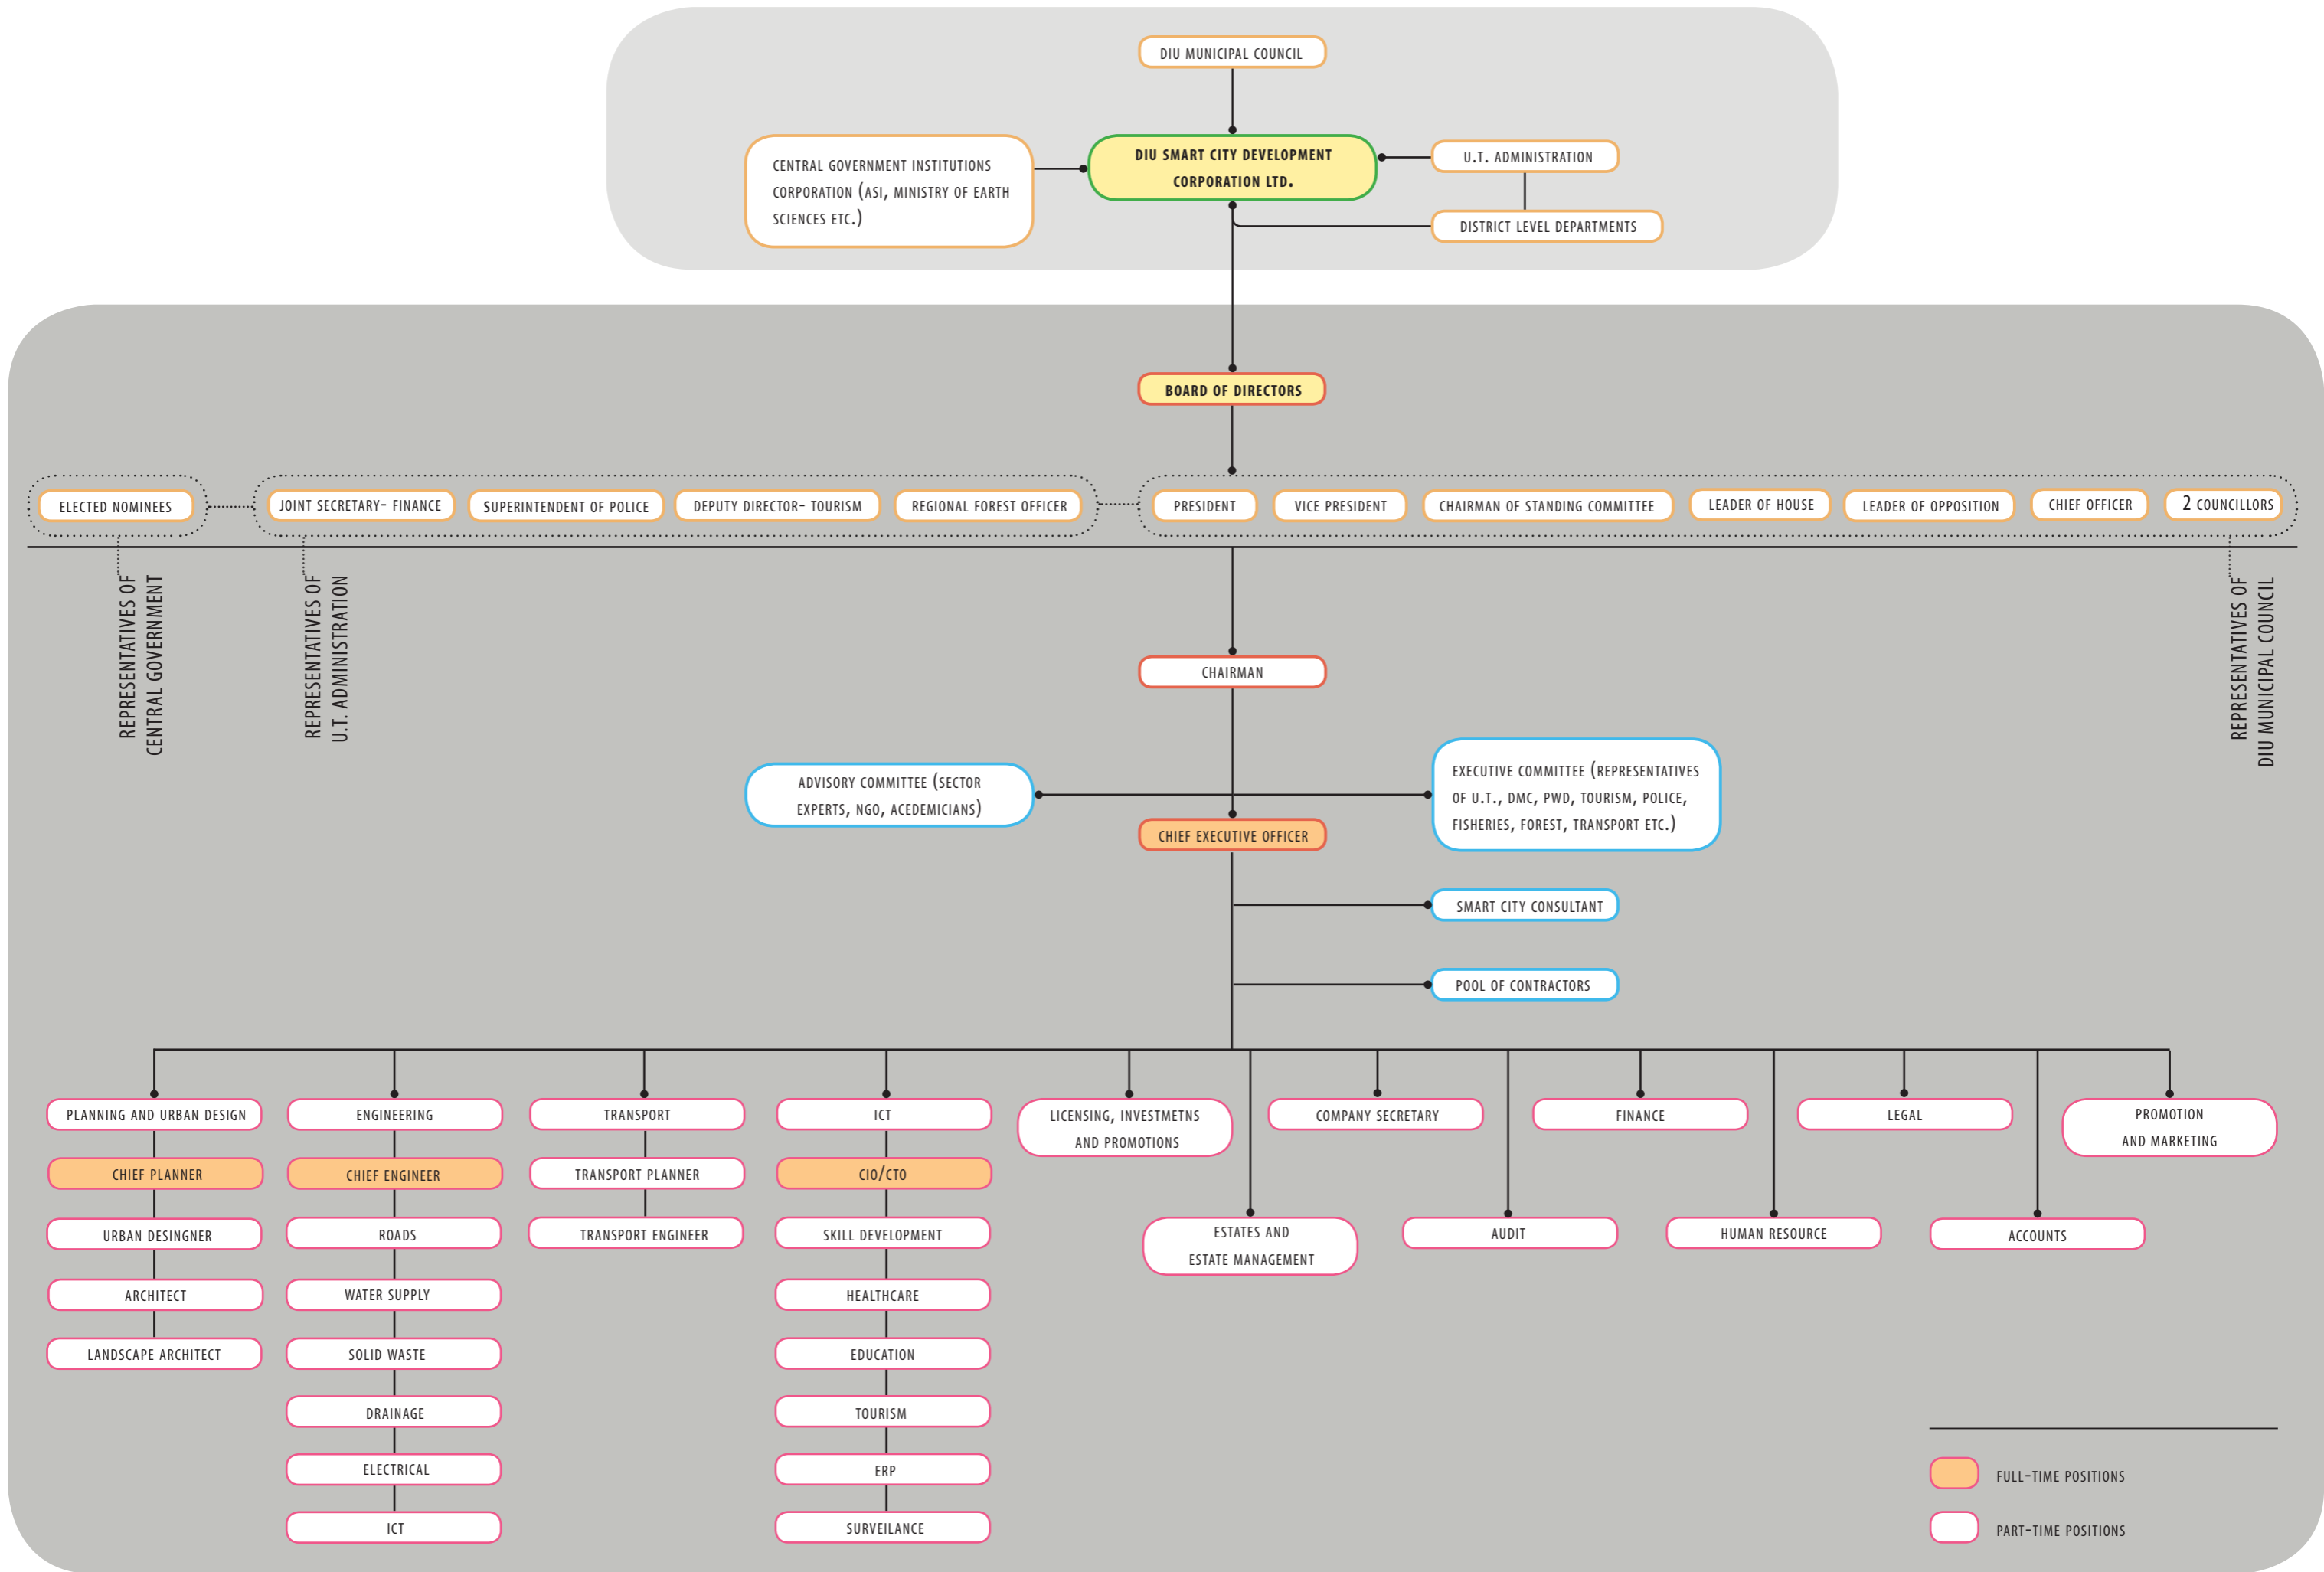 DIU MUNICIPAL COUNCIL
CENTRAL GOVERNMENT INSTITUTIONS
CORPORATION (ASI, MINISTRY OF EARTH
SCIENCES ETC.)
DIU SMART CITY DEVELOPMENT
CORPORATION LTD.
U.T. ADMINISTRATION
DISTRICT LEVEL DEPARTMENTS
BOARD OF DIRECTORS
ELECTED NOMINEES
JOINT SECRETARY- FINANCE
SUPERINTENDENT OF POLICE
DEPUTY DIRECTOR- TOURISM
REGIONAL FOREST OFFICER
PRESIDENT
VICE PRESIDENT
CHAIRMAN OF STANDING COMMITTEE
LEADER OF HOUSE
LEADER OF OPPOSITION
CHIEF OFFICER
2 COUNCILLORS
REPRESENTATIVES OF
CENTRAL GOVERNMENT
REPRESENTATIVES OF
U.T. ADMINISTRATION
REPRESENTATIVES OF
DIU MUNICIPAL COUNCIL
CHAIRMAN
ADVISORY COMMITTEE (SECTOR
EXPERTS, NGO, ACEDEMICIANS)
EXECUTIVE COMMITTEE (REPRESENTATIVES
OF U.T., DMC, PWD, TOURISM, POLICE,
FISHERIES, FOREST, TRANSPORT ETC.)
CHIEF EXECUTIVE OFFICER
SMART CITY CONSULTANT
POOL OF CONTRACTORS
PLANNING AND URBAN DESIGN
CHIEF PLANNER
URBAN DESINGNER
ARCHITECT
LANDSCAPE ARCHITECT
ENGINEERING
CHIEF ENGINEER
ROADS
WATER SUPPLY
SOLID WASTE
DRAINAGE
ELECTRICAL
ICT
TRANSPORT
TRANSPORT PLANNER
TRANSPORT ENGINEER
ICT
CIO/CTO
SKILL DEVELOPMENT
HEALTHCARE
EDUCATION
TOURISM
ERP
SURVEILANCE
LICENSING, INVESTMETNS
AND PROMOTIONS
ESTATES AND
ESTATE MANAGEMENT
COMPANY SECRETARY
AUDIT
FINANCE
HUMAN RESOURCE
LEGAL
ACCOUNTS
PROMOTION
AND MARKETING
FULL-TIME POSITIONS
PART-TIME POSITIONS